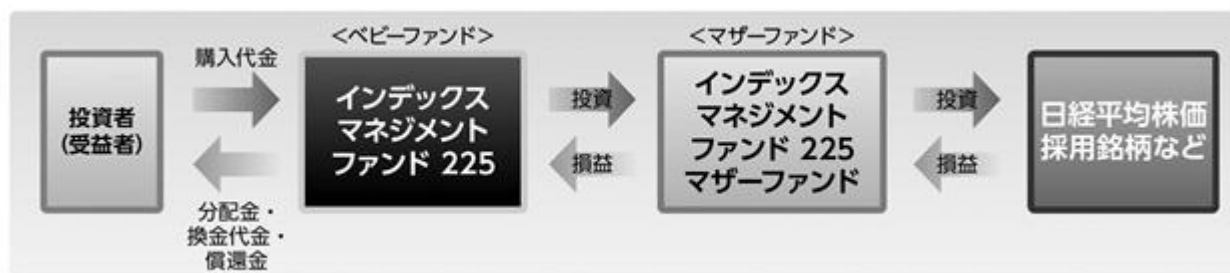 投資者
(受益者)
購入代金
分配金・
換金代金・
償還金
<ベビーファンド>
インデックス
マネジメント
ファンド 225
投資
損益
<マザーファンド>
インデックス
マネジメント
ファンド 225
マザーファンド
投資
損益
日経平均株価
採用銘柄など